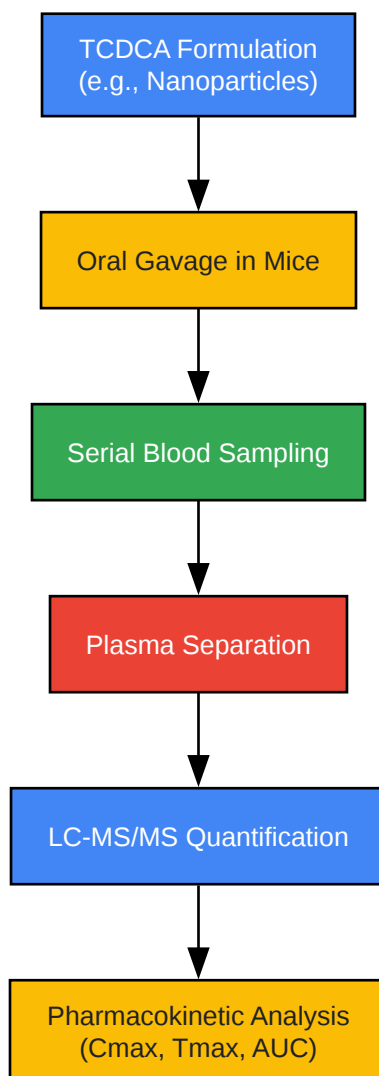 TCDCA Formulation
(e.g., Nanoparticles)
Oral Gavage in Mice
Serial Blood Sampling
Plasma Separation
LC-MS/MS Quantification
Pharmacokinetic Analysis
(Cmax, Tmax, AUC)